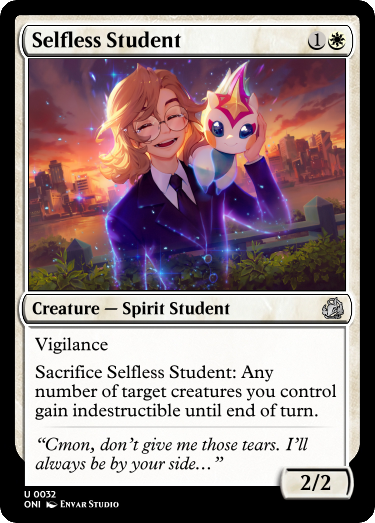 Selfless Student 1
Creature — Spirit Student
Vigilance
Sacrifice Selfless Student: Any
number of target creatures you control
gain indestructible until end of turn.
“Cmon, don’t give me those tears. I’ll
always be by your side...”
2/2
U 0032
ONI Envar Studio